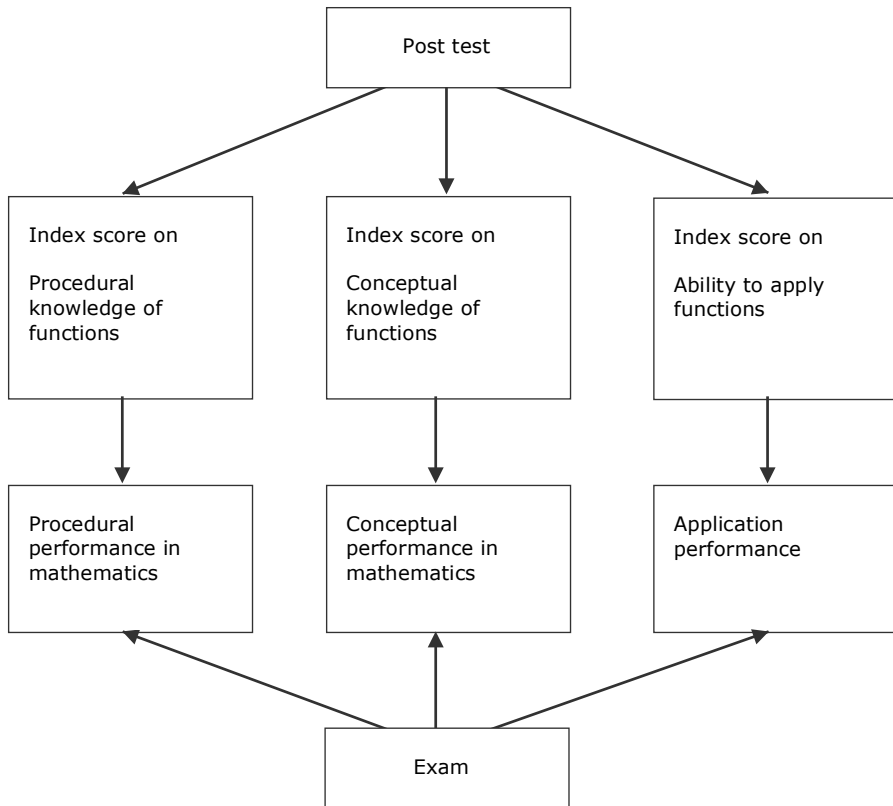 Post test
Index score on
Procedural
knowledge of
functions
Index score on
Conceptual
knowledge of
functions
Index score on
Ability to apply
functions
Procedural
performance in
mathematics
Conceptual
performance in
mathematics
Application
performance
Exam